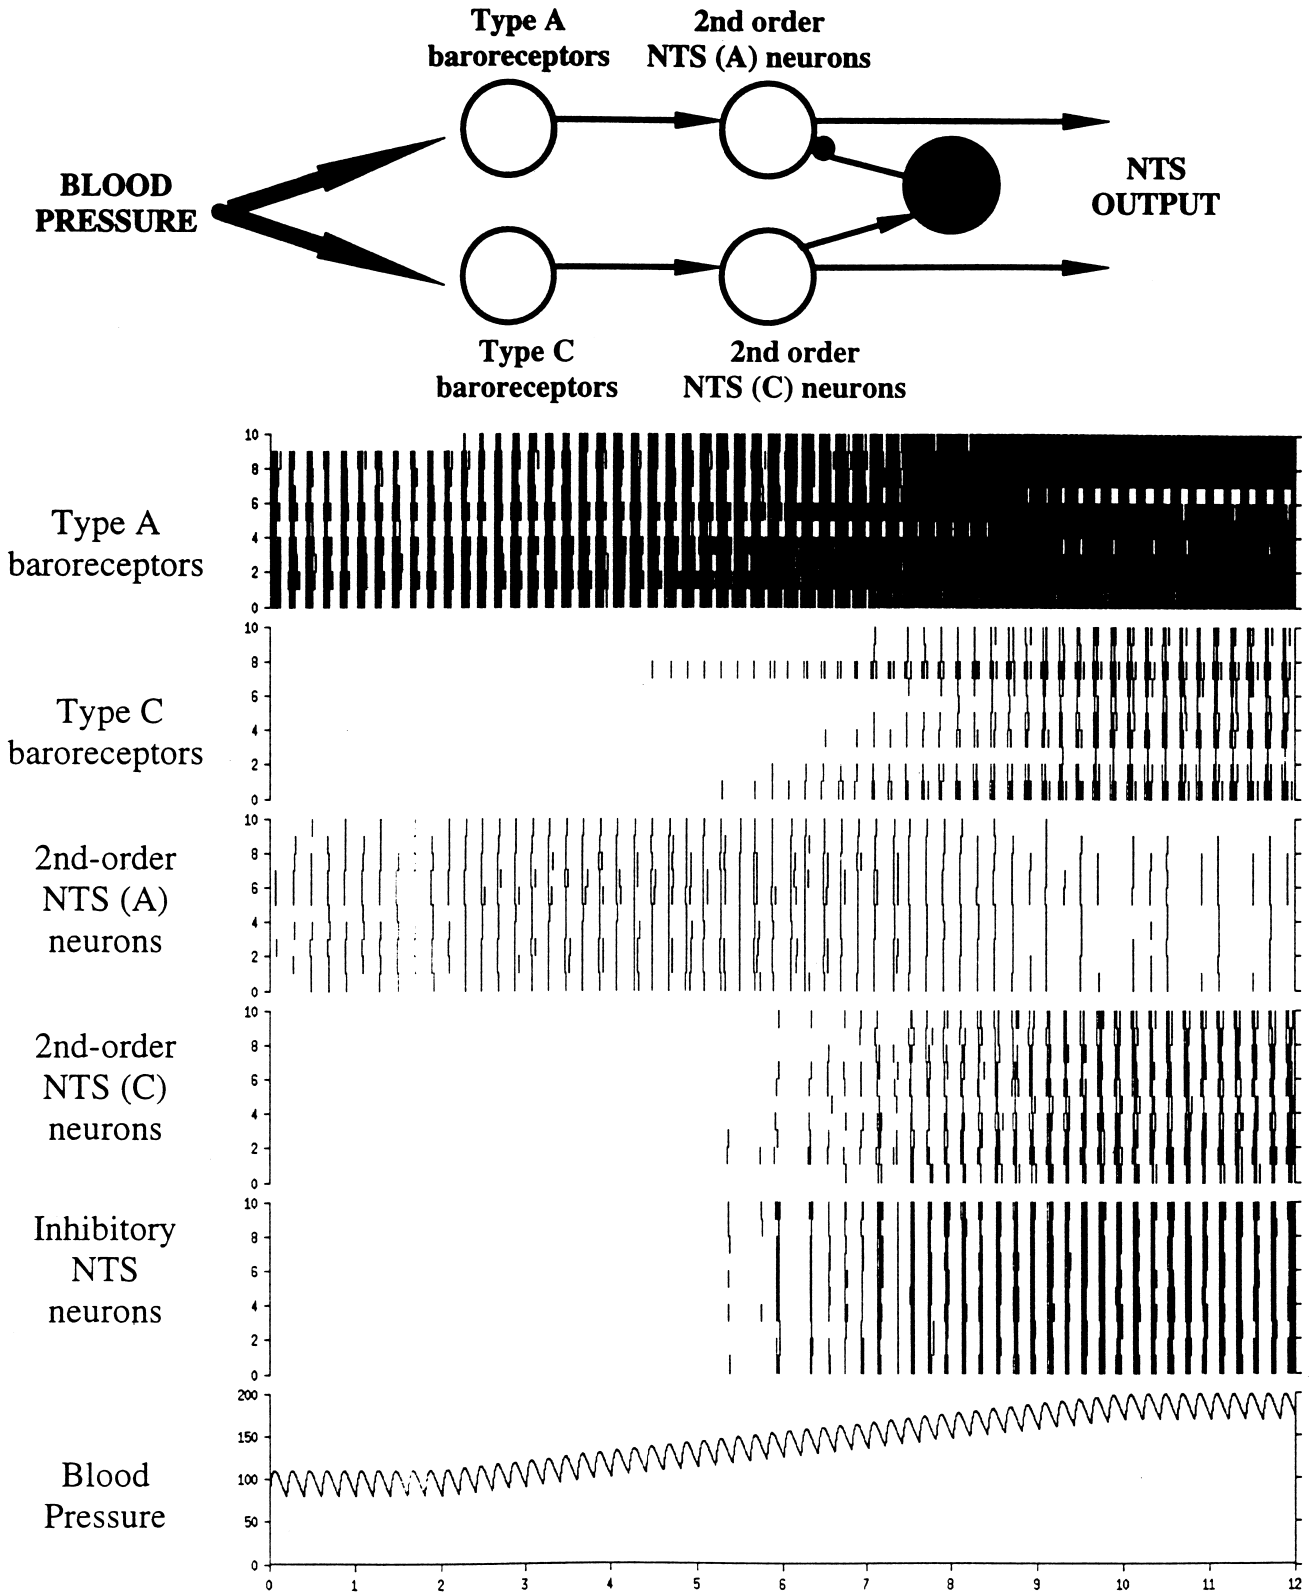 Type A
baroreceptors
2nd order
NTS (A) neurons
BLOOD
PRESSURE
NTS
OUTPUT
Type C
baroreceptors
2nd order
NTS (C) neurons
Type A
baroreceptors
10
8
6
4
2
0
Type C
baroreceptors
10
8
6
4
2
0
2nd-order
NTS (A)
neurons
10
8
6
4
2
0
2nd-order
NTS (C)
neurons
10
8
6
4
2
0
Inhibitory
NTS
neurons
10
8
6
4
2
0
Blood
Pressure
200
150
100
50
0
0 1 2 3 4 5 6 7 8 9 10 11 12